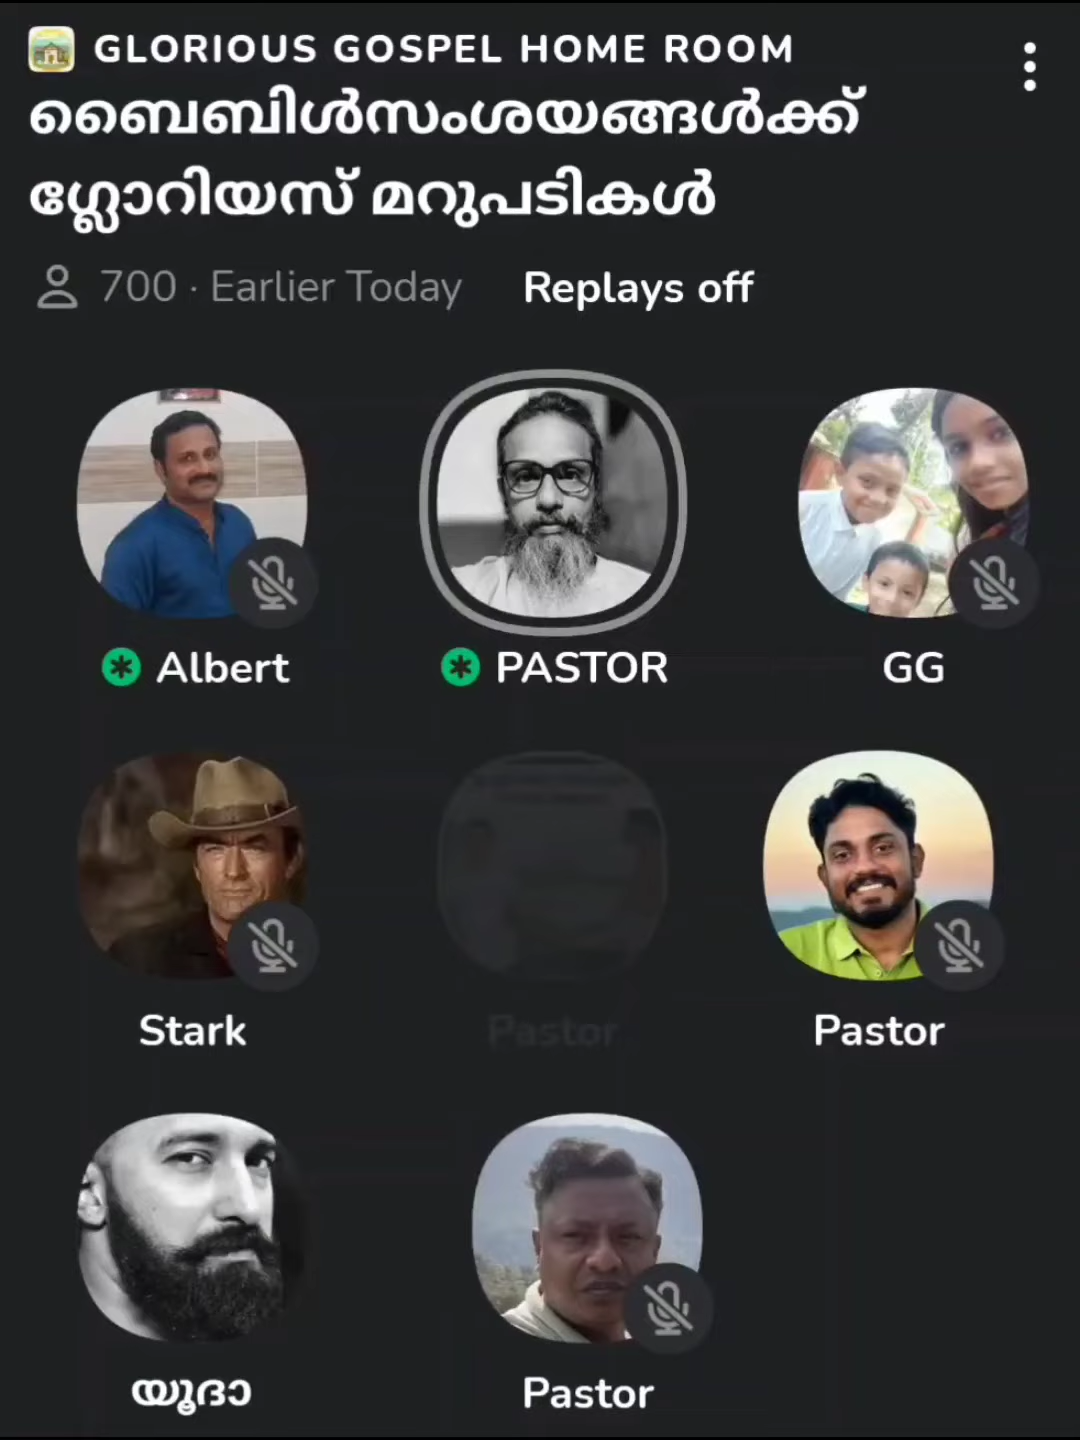 GLORIOUS GOSPEL HOME ROOM
ബൈബിൾസംശയങ്ങൾക്ക്
ഗ്ലോറിയസ് മറുപടികൾ
700 · Earlier Today Replays off
Albert PASTOR GG
Stark Pastor Pastor
യൂദാ Pastor